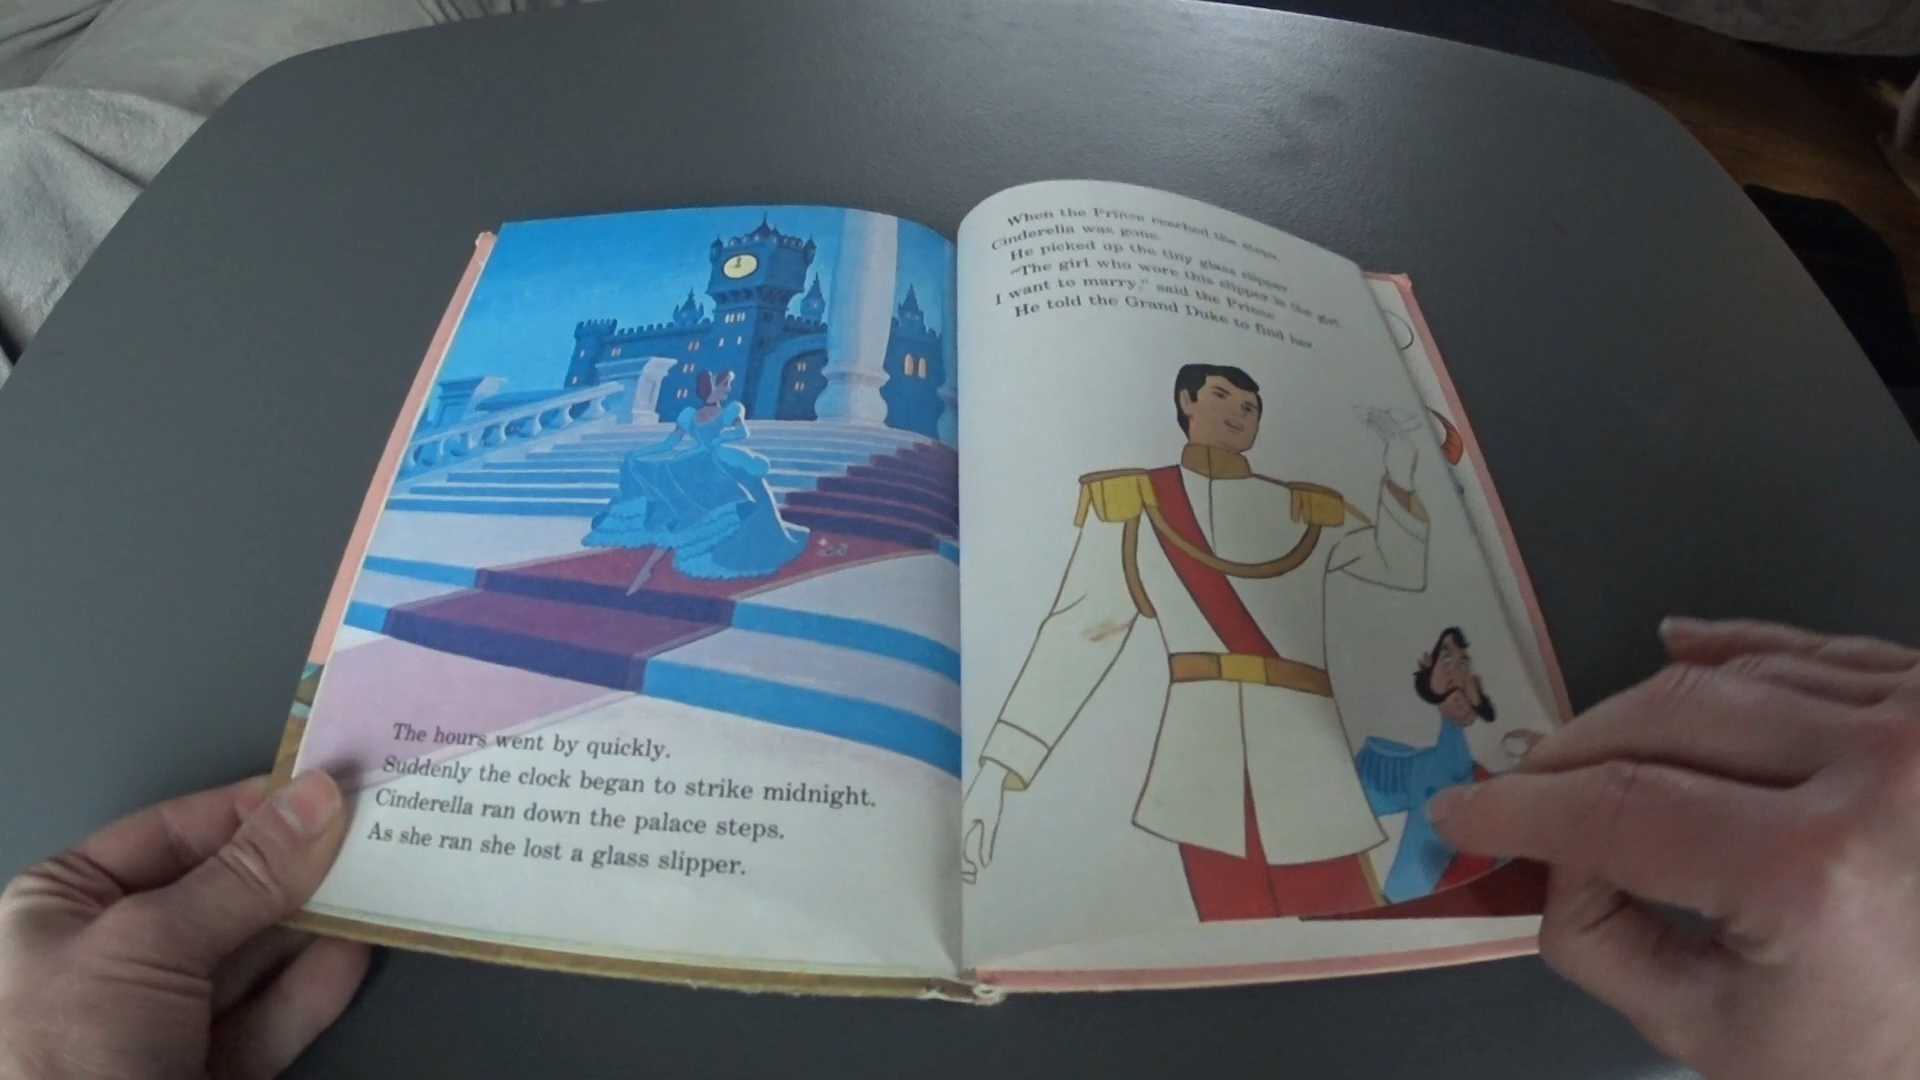 The hours went by quickly.
Suddenly the clock began to strike midnight.
Cinderella ran down the palace steps.
As she ran she lost a glass slipper.
When the Prince reached the steps,
Cinderella was gone.
He picked up the tiny glass slipper.
"The girl who wore this slipper is the girl
I want to marry," said the Prince.
He told the Grand Duke to find her.